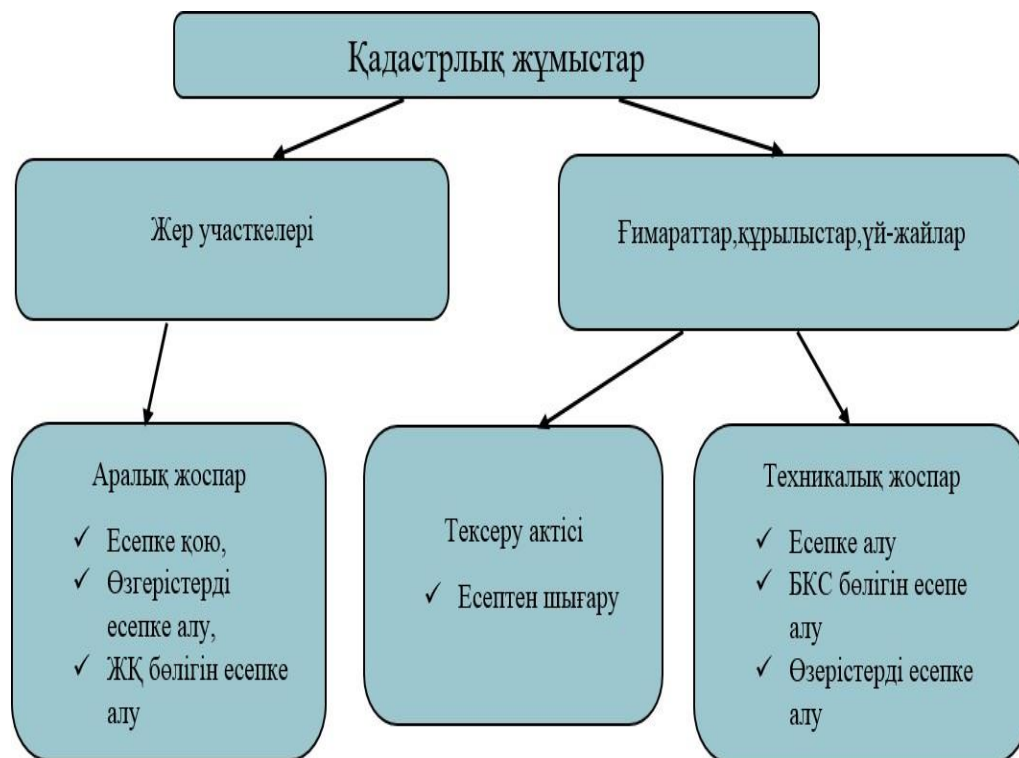 Қадастрлық жұмыстар
Жер участкелері
Ғимараттар,құрылыстар,үй-жайлар
Аралық жоспар
✓ Есепке қою,
✓ Өзгерістерді
есепке алу,
✓ ЖҚ бөлігін есепке
алу
Тексеру актісі
✓ Есептен шығару
Техникалық жоспар
✓ Есепке алу
✓ БКС бөлігін есепе
алу
✓ Өзерістерді есепке
алу